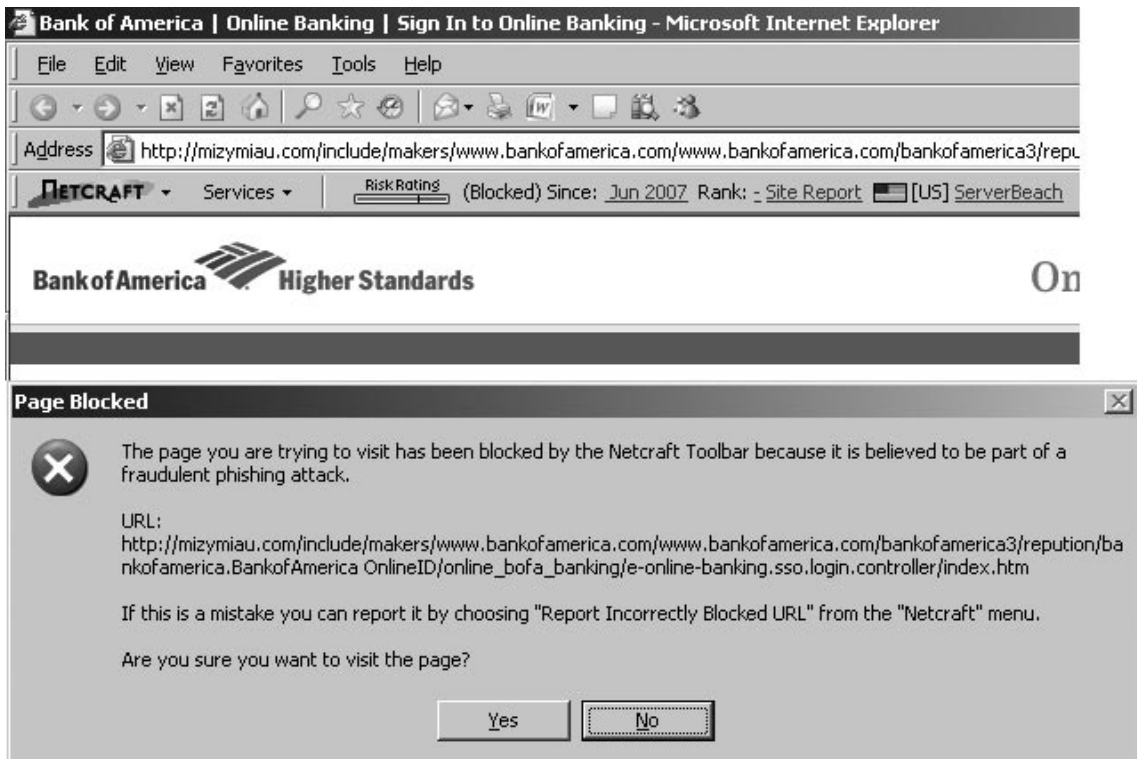 Bank of America | Online Banking | Sign In to Online Banking - Microsoft Internet Explorer
File Edit View Favorites Tools Help
Address http://mizymiau.com/include/makers/www.bankofamerica.com/www.bankofamerica.com/bankofamerica3/repu
NETCRAFT Services Risk Rating (Blocked) Since: Jun 2007 Rank: - Site Report [US] ServerBeach
Bank of America Higher Standards
On
Page Blocked
The page you are trying to visit has been blocked by the Netcraft Toolbar because it is believed to be part of a
fraudulent phishing attack.
URL:
http://mizymiau.com/include/makers/www.bankofamerica.com/www.bankofamerica.com/bankofamerica3/repution/ba
nkofamerica.BankofAmerica OnlineID/online_bofa_banking/e-online-banking.sso.login.controller/index.htm
If this is a mistake you can report it by choosing "Report Incorrectly Blocked URL" from the "Netcraft" menu.
Are you sure you want to visit the page?
Yes No